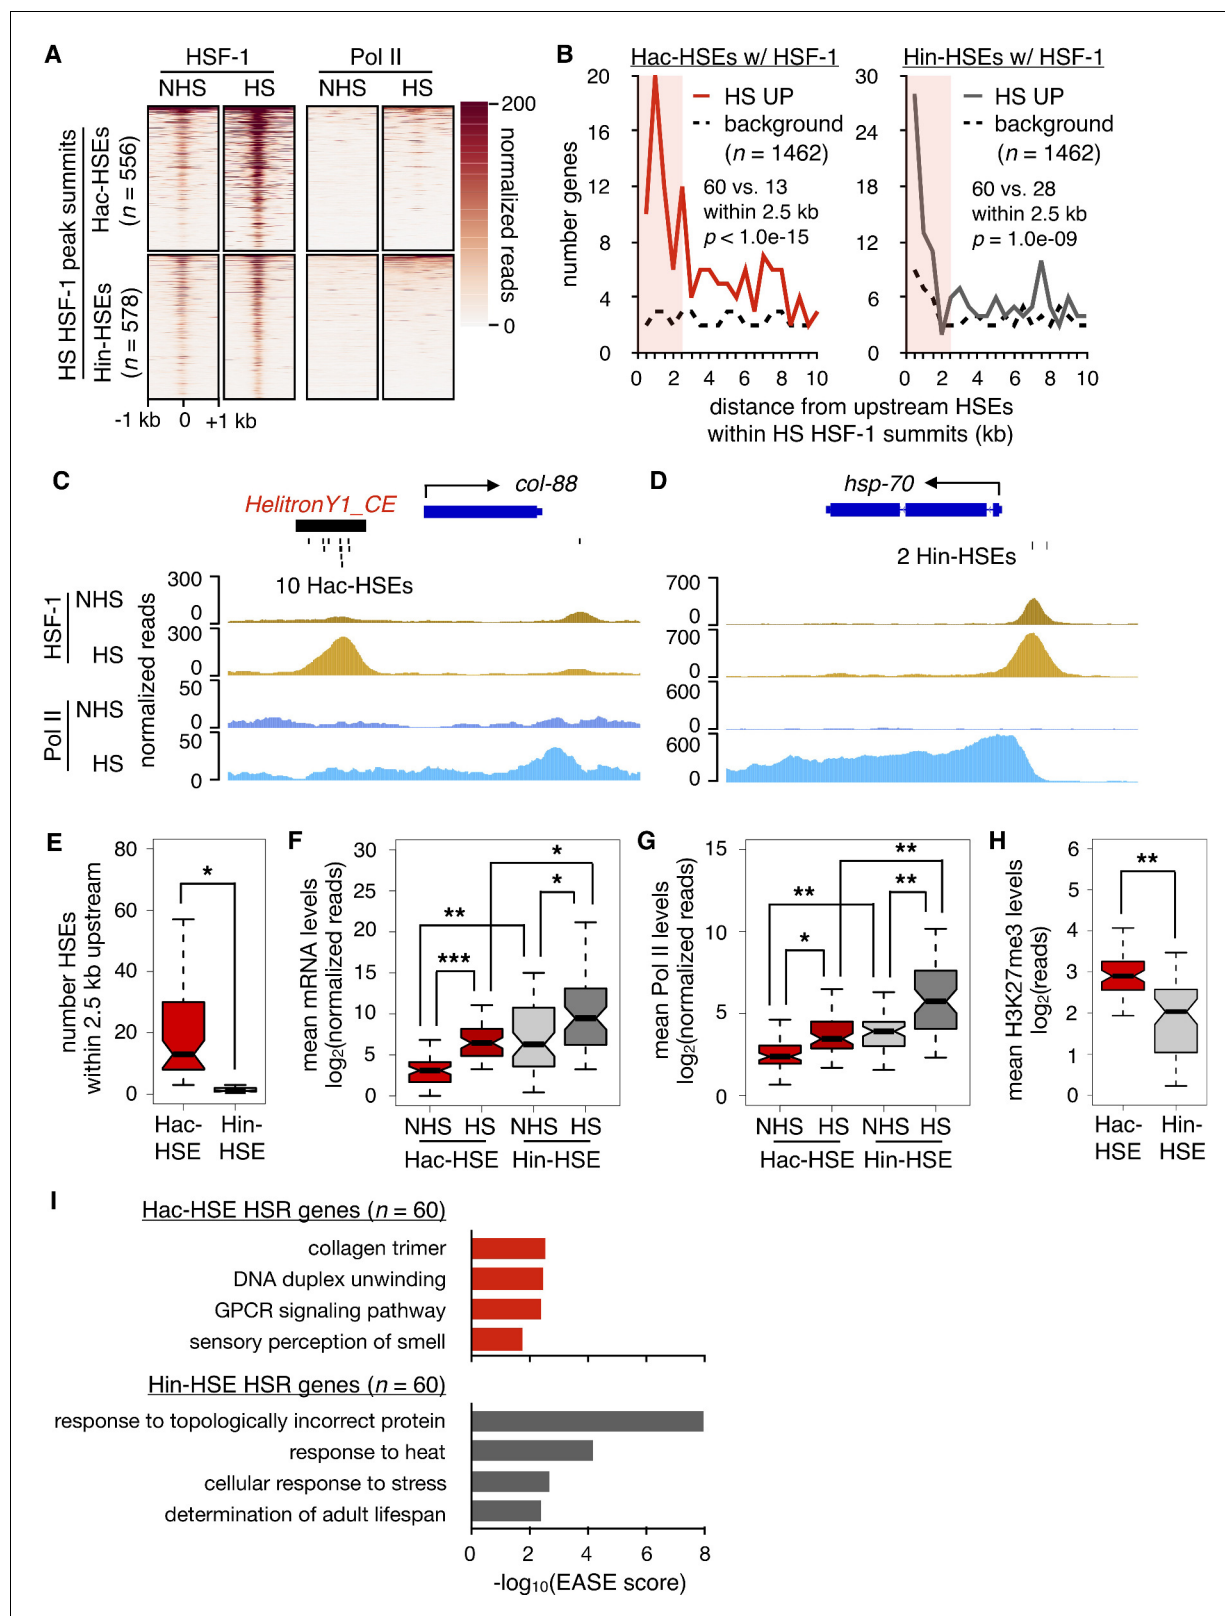 A
HSF-1
Pol II
NHS
HS
NHS
HS
HS HSF-1 peak summits
Hac-HSEs
(n = 556)
Hin-HSEs
(n = 578)
-1 kb
0
+1 kb
200
0
normalized reads
B
Hac-HSEs w/ HSF-1
number genes
20
16
12
8
4
0
HS UP
background
(n = 1462)
60 vs. 13
within 2.5 kb
p < 1.0e-15
0 2 4 6 8 10
Hin-HSEs w/ HSF-1
30
24
18
12
6
0
HS UP
background
(n = 1462)
60 vs. 28
within 2.5 kb
p = 1.0e-09
0 2 4 6 8 10
distance from upstream HSEs
within HS HSF-1 summits (kb)
C
HelitronY1_CE
col-88
10 Hac-HSEs
HSF-1
NHS
HS
Pol II
NHS
HS
normalized reads
300
0
300
0
50
0
50
0
D
hsp-70
2 Hin-HSEs
700
0
700
0
600
0
600
0
E
number HSEs
within 2.5 kb upstream
80
60
40
20
0
*
Hac-
HSE
Hin-
HSE
F
mean mRNA levels
log₂(normalized reads)
30
25
20
15
10
5
0
*
*
**
***
NHS HS NHS HS
Hac-HSE Hin-HSE
G
mean Pol II levels
log₂(normalized reads)
15
10
5
0
**
**
**
*
NHS HS NHS HS
Hac-HSE Hin-HSE
H
mean H3K27me3 levels
log₂(reads)
6
5
4
3
2
1
0
**
Hac-
HSE
Hin-
HSE
I
Hac-HSE HSR genes (n = 60)
collagen trimer
DNA duplex unwinding
GPCR signaling pathway
sensory perception of smell
Hin-HSE HSR genes (n = 60)
response to topologically incorrect protein
response to heat
cellular response to stress
determination of adult lifespan
0 2 4 6 8
-log₁₀(EASE score)